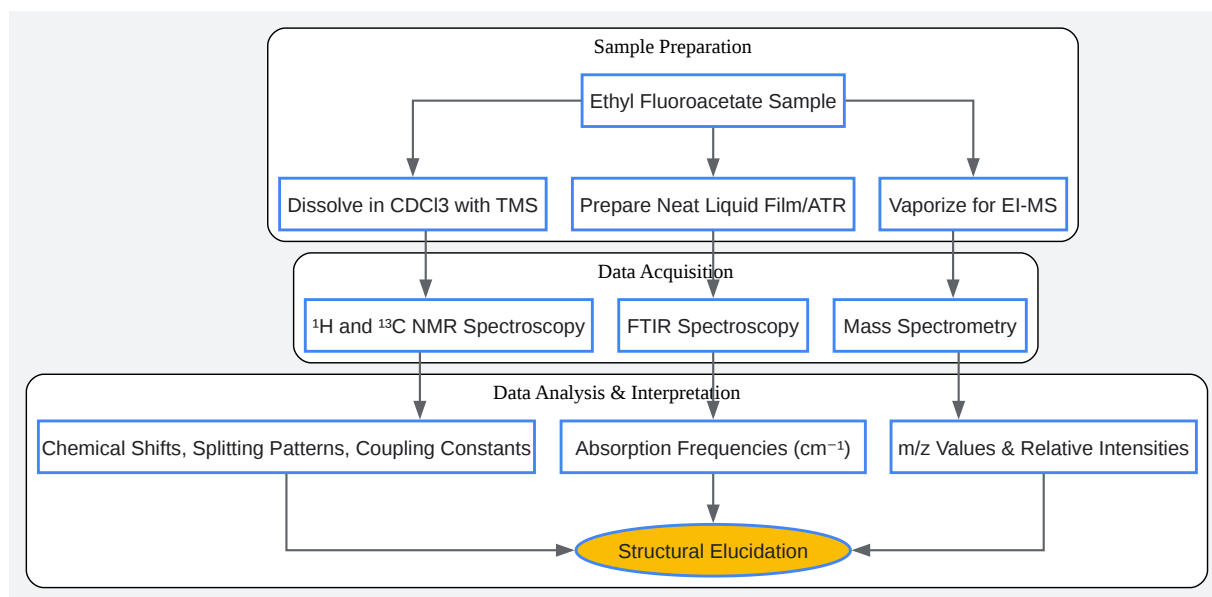 Sample Preparation
Ethyl Fluoroacetate Sample
Dissolve in CDCl3 with TMS
Prepare Neat Liquid Film/ATR
Vaporize for EI-MS
Data Acquisition
¹H and ¹³C NMR Spectroscopy
FTIR Spectroscopy
Mass Spectrometry
Data Analysis & Interpretation
Chemical Shifts, Splitting Patterns, Coupling Constants
Absorption Frequencies (cm⁻¹)
m/z Values & Relative Intensities
Structural Elucidation